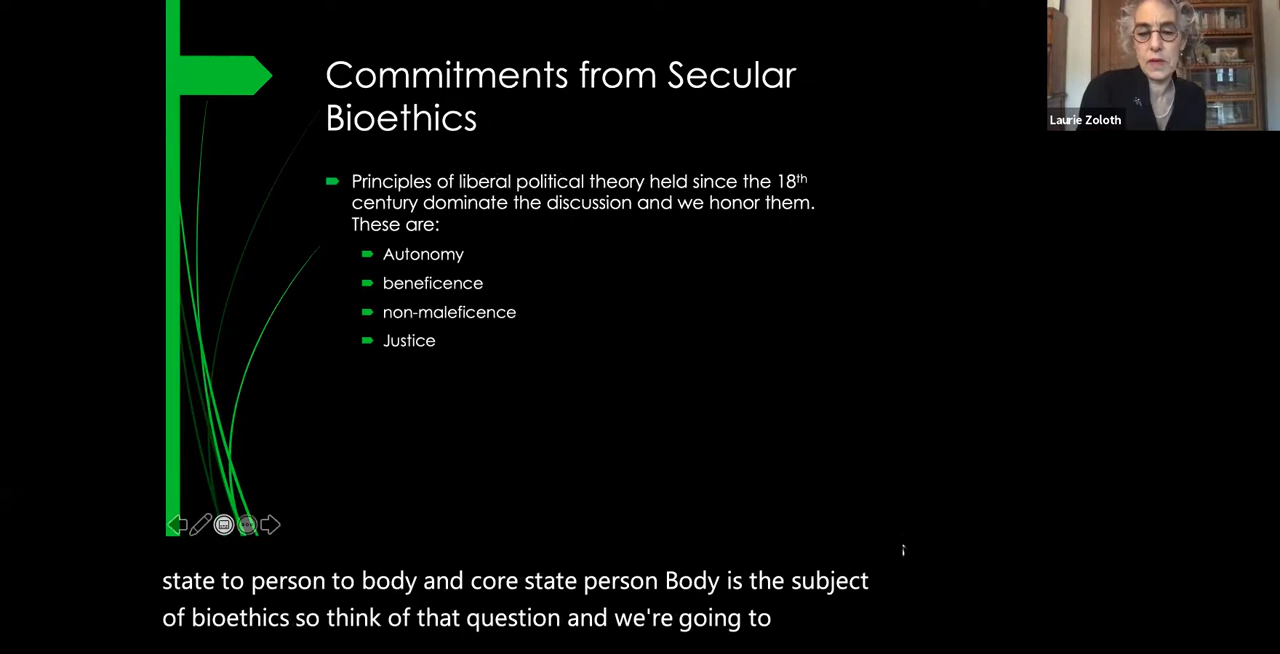 Commitments from Secular
Bioethics
Principles of liberal political theory held since the 18th
century dominate the discussion and we honor them.
These are:
Autonomy
beneficence
non-maleficence
Justice
Laurie Zoloth
state to person to body and core state person Body is the subject
of bioethics so think of that question and we're going to